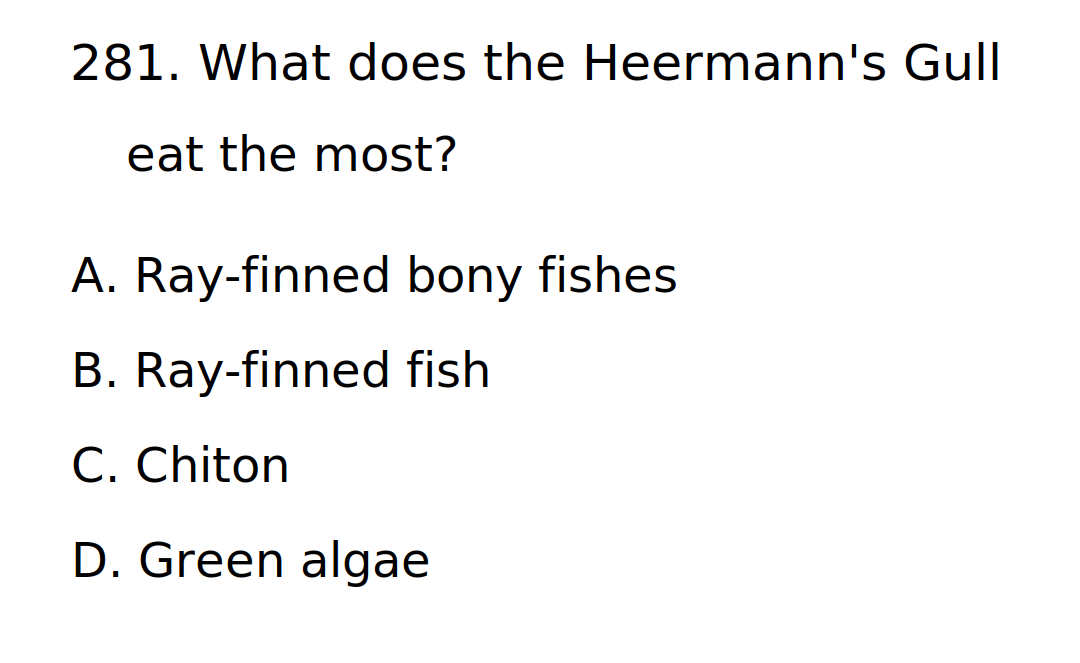 281. What does the Heermann's Gull
eat the most?
A. Ray-finned bony fishes
B. Ray-finned fish
C. Chiton
D. Green algae